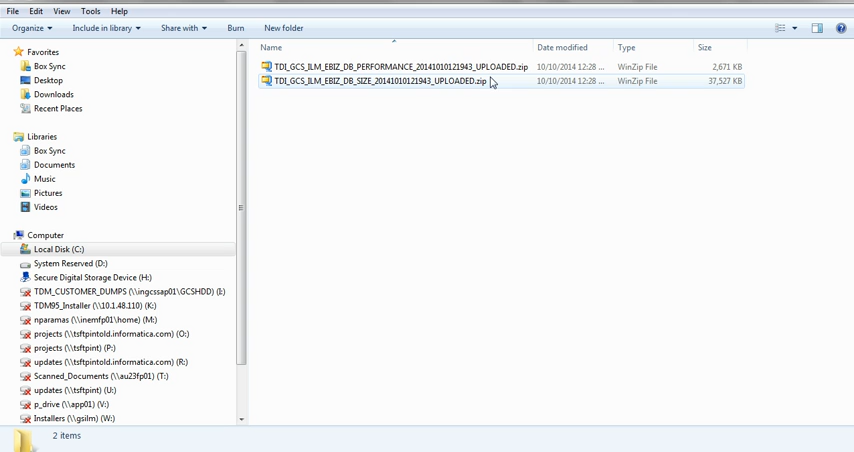 File Edit View Tools Help
Organize Include in library Share with Burn New folder
Favorites
Box Sync
Desktop
Downloads
Recent Places
Libraries
Box Sync
Documents
Music
Pictures
Videos
Computer
Local Disk (C:)
System Reserved (D:)
Secure Digital Storage Device (H:)
TDM_CUSTOMER_DUMPS (\\ingcssap01\GCSHDD) (I:)
TDM95_Installer (\\10.1.48.110) (K:)
nparamas (\\inemfp01\home) (M:)
projects (\\tsftpintold.informatica.com) (O:)
projects (\\tsftpint) (P:)
updates (\\tsftpintold.informatica.com) (R:)
Scanned_Documents (\\au23fp01) (T:)
updates (\\tsftpint) (U:)
p_drive (\\app01) (V:)
Installers (\\gsilm) (W:)
Name Date modified Type Size
TDI_GCS_ILM_EBIZ_DB_PERFORMANCE_20141010121943_UPLOADED.zip 10/10/2014 12:28 ... WinZip File 2,671 KB
TDI_GCS_ILM_EBIZ_DB_SIZE_20141010121943_UPLOADED.zip 10/10/2014 12:28 ... WinZip File 37,527 KB
2 items